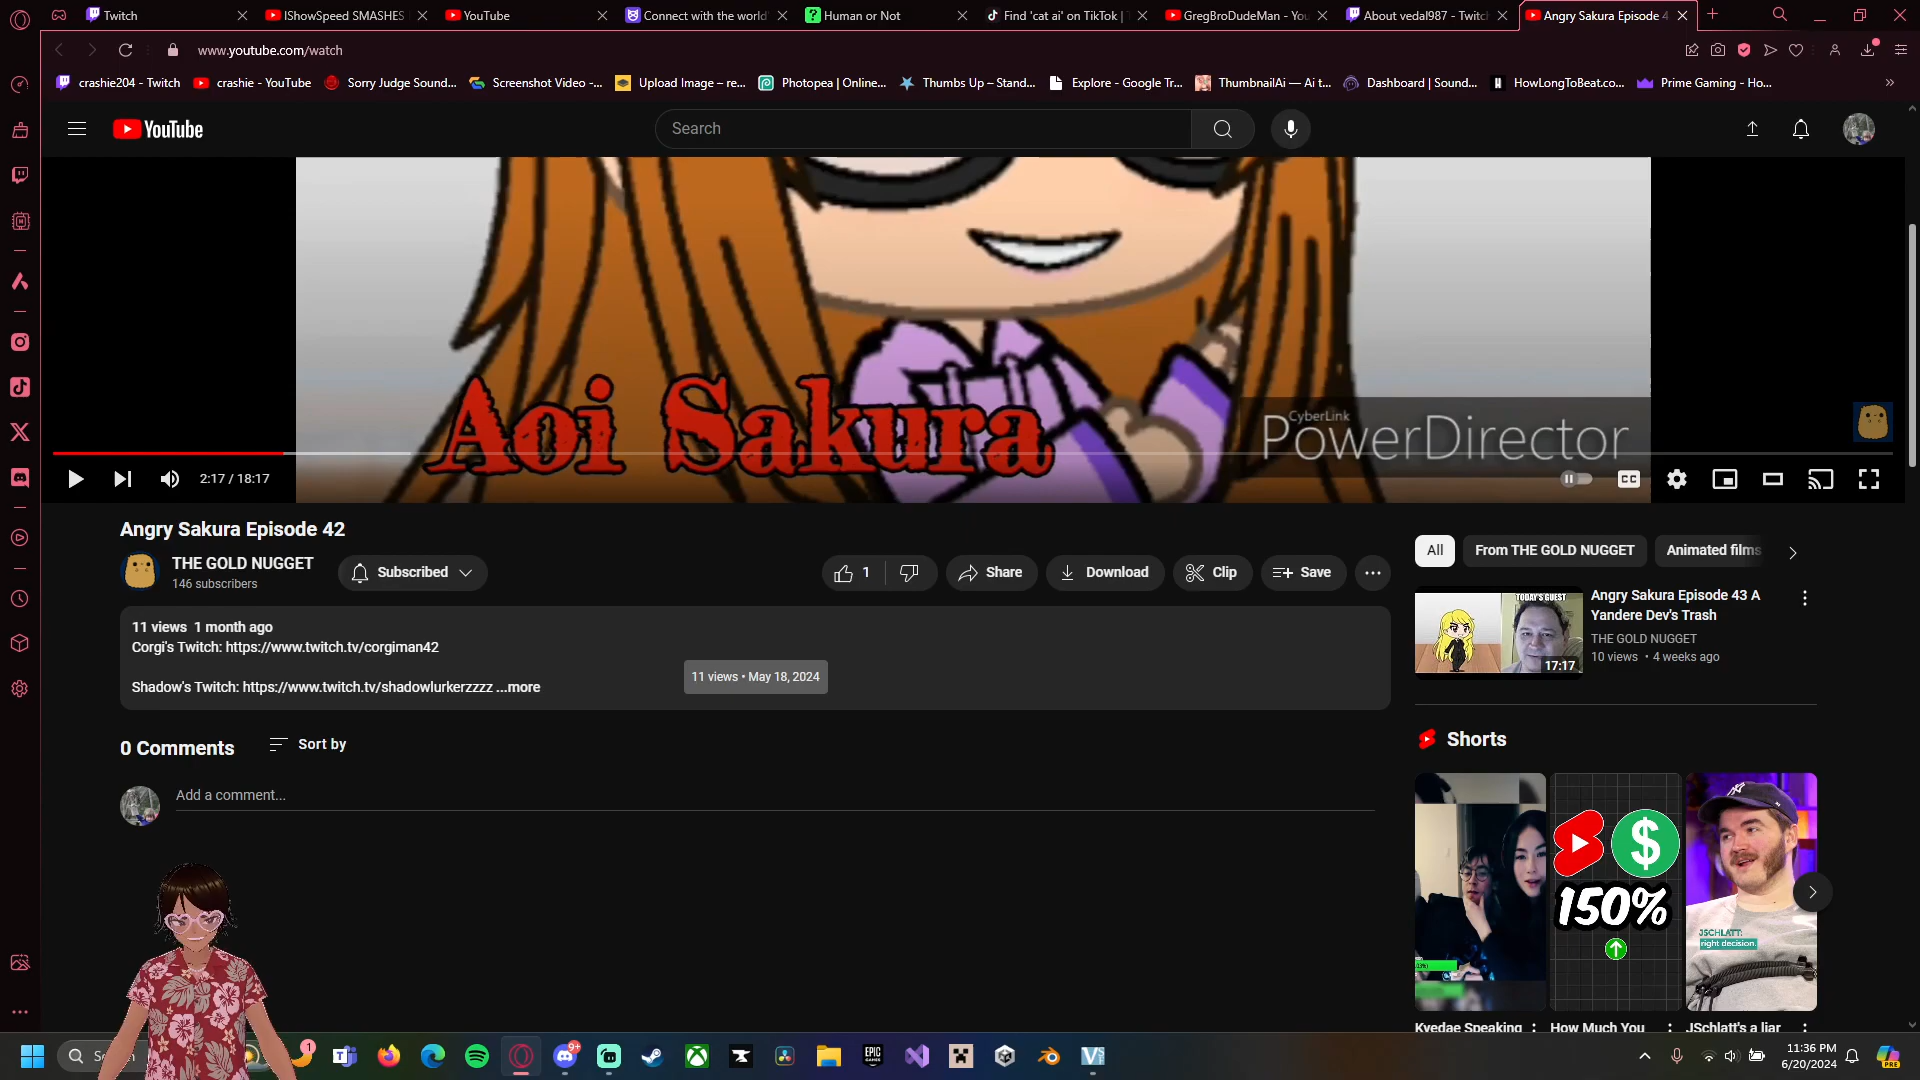 Twitch
IShowSpeed SMASHES
YouTube
Connect with the world'
Human or Not
Find 'cat ai' on TikTok |
GregBroDudeMan - You
About vedal987 - Twitch
Angry Sakura Episode 4
www.youtube.com/watch
crashie204 - Twitch
crashie - YouTube
Sorry Judge Sound...
Screenshot Video -...
Upload Image – re...
Photopea | Online...
Thumbs Up – Stand...
Explore - Google Tr...
ThumbnailAi — Ai t...
Dashboard | Sound...
HowLongToBeat.co...
Prime Gaming - Ho...
YouTube
Search
Aoi Sakura
CyberLink
PowerDirector
2:17 / 18:17
CC
Angry Sakura Episode 42
THE GOLD NUGGET
146 subscribers
Subscribed
1
Share
Download
Clip
Save
11 views 1 month ago
Corgi's Twitch: https://www.twitch.tv/corgiman42
11 views • May 18, 2024
Shadow's Twitch: https://www.twitch.tv/shadowlurkerzzzz ...more
0 Comments
Sort by
Add a comment...
All
From THE GOLD NUGGET
Animated films
TODAY'S GUEST
17:17
Angry Sakura Episode 43 A
Yandere Dev's Trash
THE GOLD NUGGET
10 views • 4 weeks ago
Shorts
$
150%
JSCHLATT:
right decision.
Kyedae Speaking
How Much You
JSchlatt's a liar
1
9+
EPIC
GAMES
PRE
11:36 PM
6/20/2024